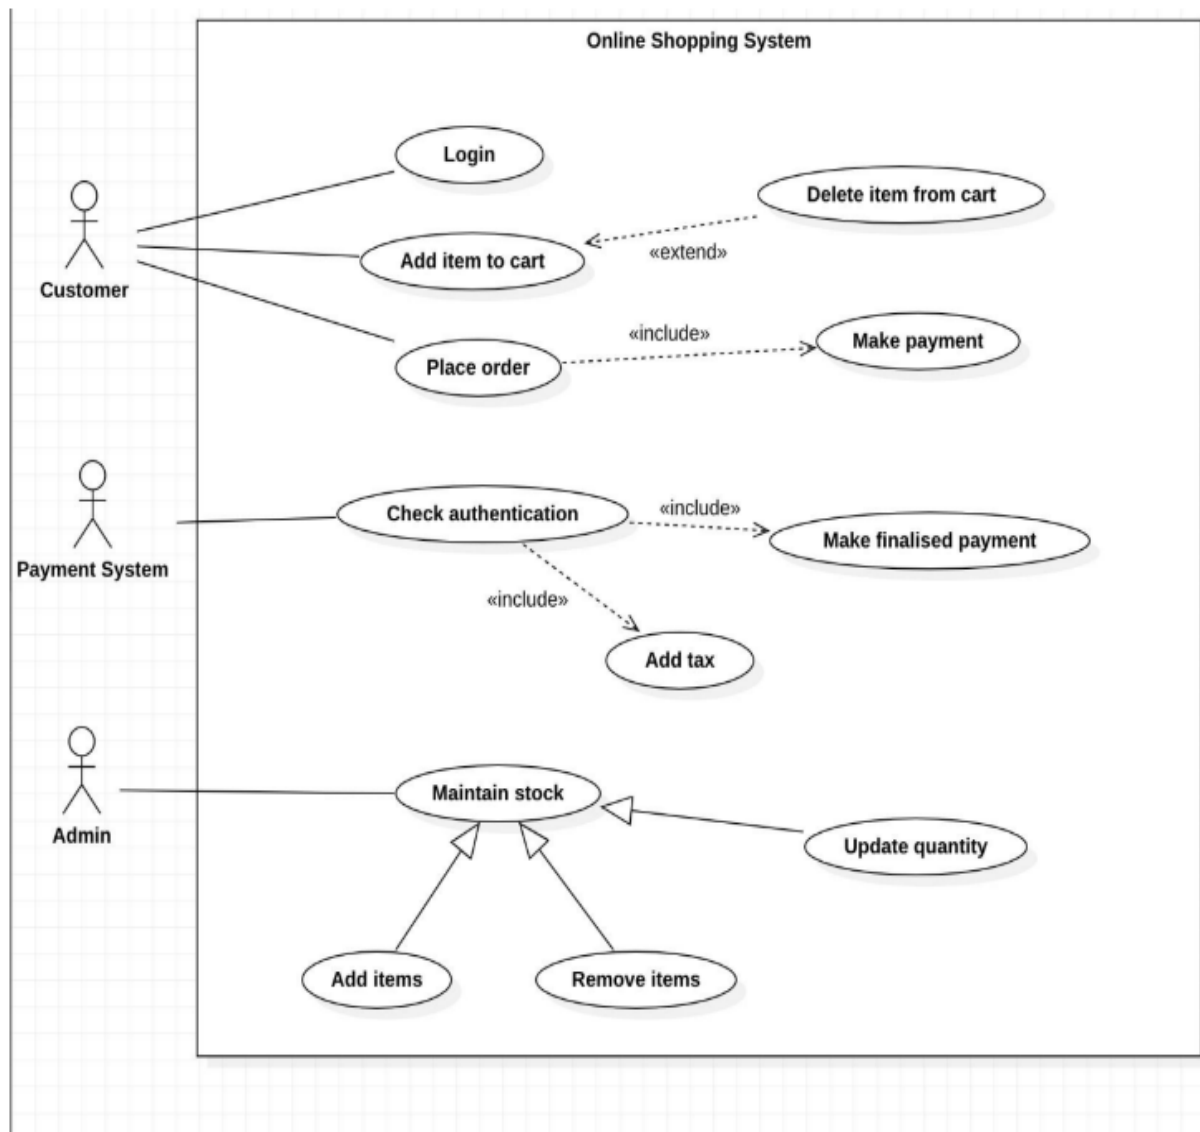 Online Shopping System
Login
Delete item from cart
«extend»
Add item to cart
Customer
«include»
Make payment
Place order
Check authentication
«include»
Make finalised payment
Payment System
«include»
Add tax
Maintain stock
Admin
Update quantity
Add items
Remove items